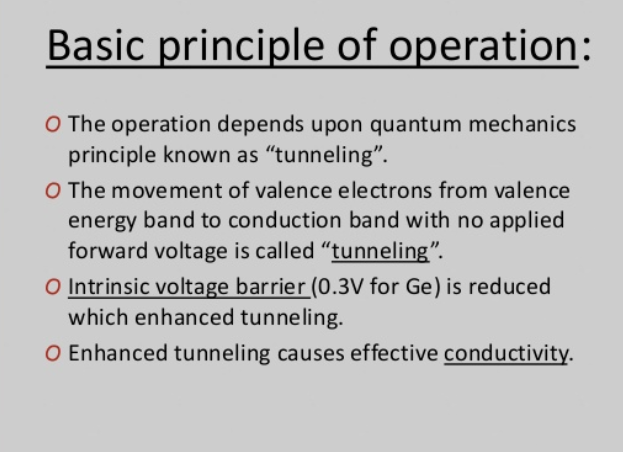 Basic principle of operation:
O The operation depends upon quantum mechanics
principle known as “tunneling”.
O The movement of valence electrons from valence
energy band to conduction band with no applied
forward voltage is called “tunneling”.
O Intrinsic voltage barrier (0.3V for Ge) is reduced
which enhanced tunneling.
O Enhanced tunneling causes effective conductivity.